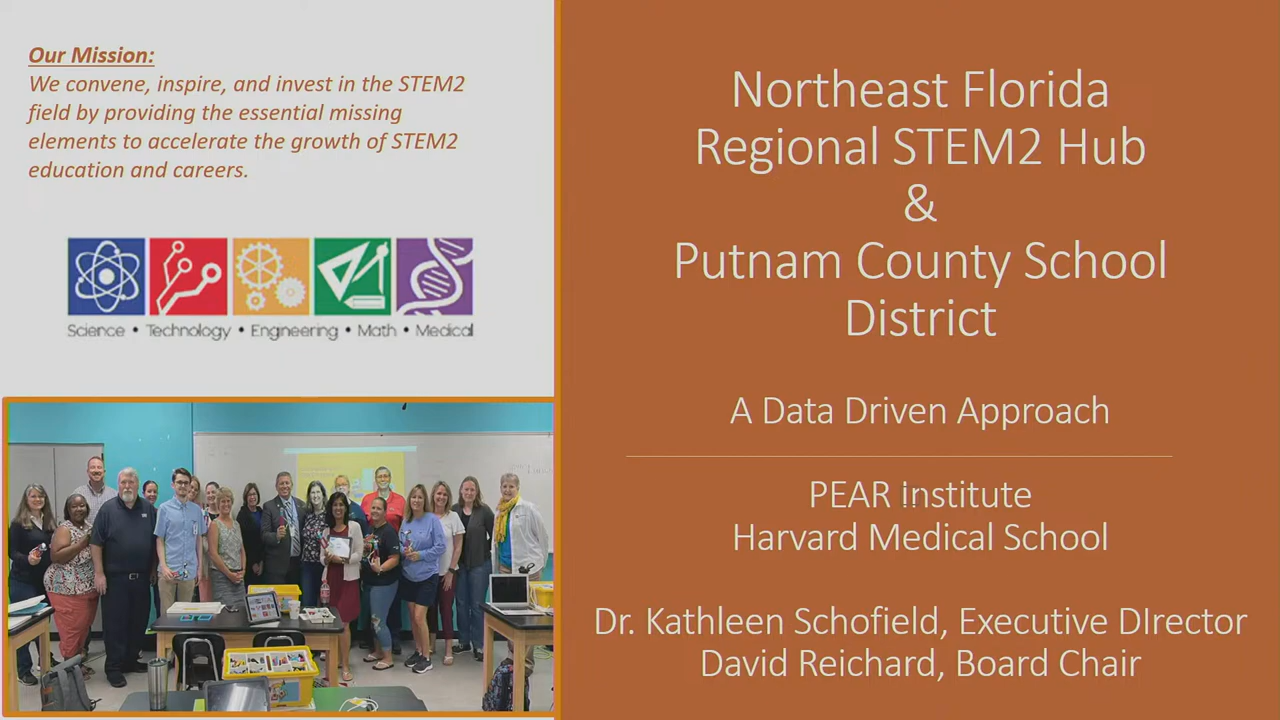 Our Mission:
We convene, inspire, and invest in the STEM2
field by providing the essential missing
elements to accelerate the growth of STEM2
education and careers.
Science • Technology • Engineering • Math • Medical
Northeast Florida
Regional STEM2 Hub
&
Putnam County School
District
A Data Driven Approach
PEAR institute
Harvard Medical School
Dr. Kathleen Schofield, Executive DIrector
David Reichard, Board Chair